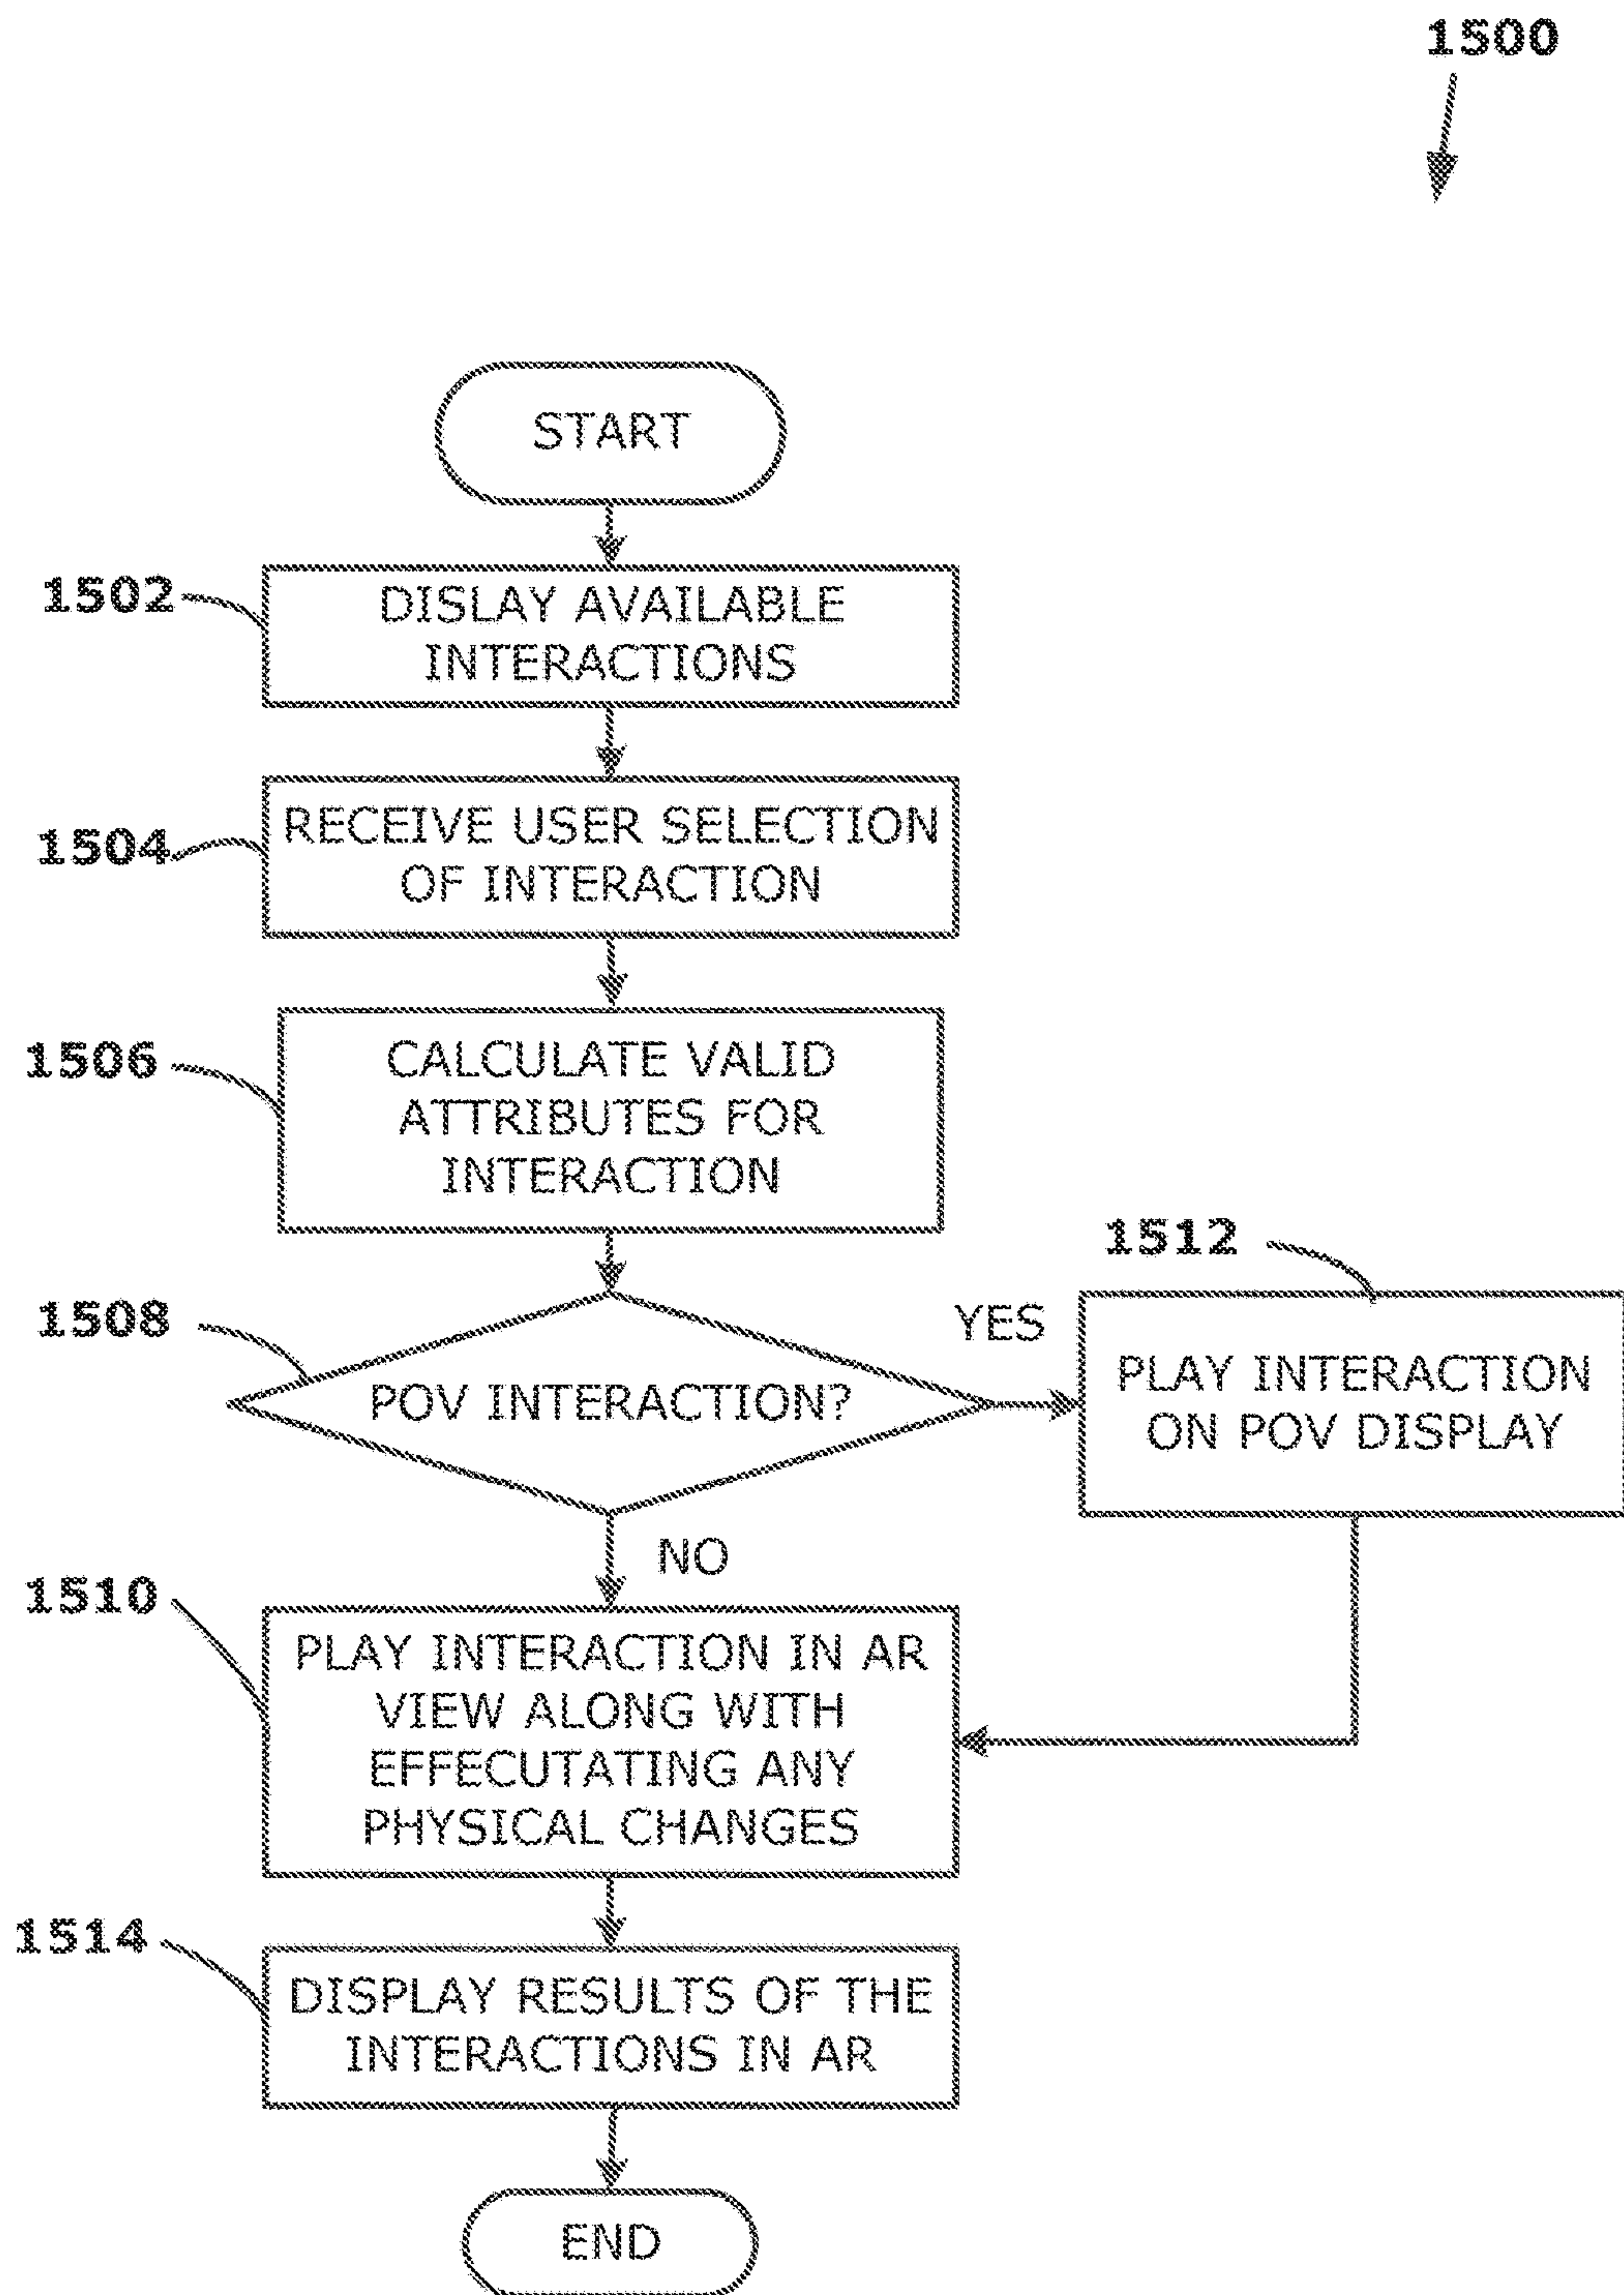 1500
START
1502
DISLAY AVAILABLE
INTERACTIONS
1504
RECEIVE USER SELECTION
OF INTERACTION
1506
CALCULATE VALID
ATTRIBUTES FOR
INTERACTION
1508
POV INTERACTION?
YES
1512
PLAY INTERACTION
ON POV DISPLAY
NO
1510
PLAY INTERACTION IN AR
VIEW ALONG WITH
EFFECUTATING ANY
PHYSICAL CHANGES
1514
DISPLAY RESULTS OF THE
INTERACTIONS IN AR
END